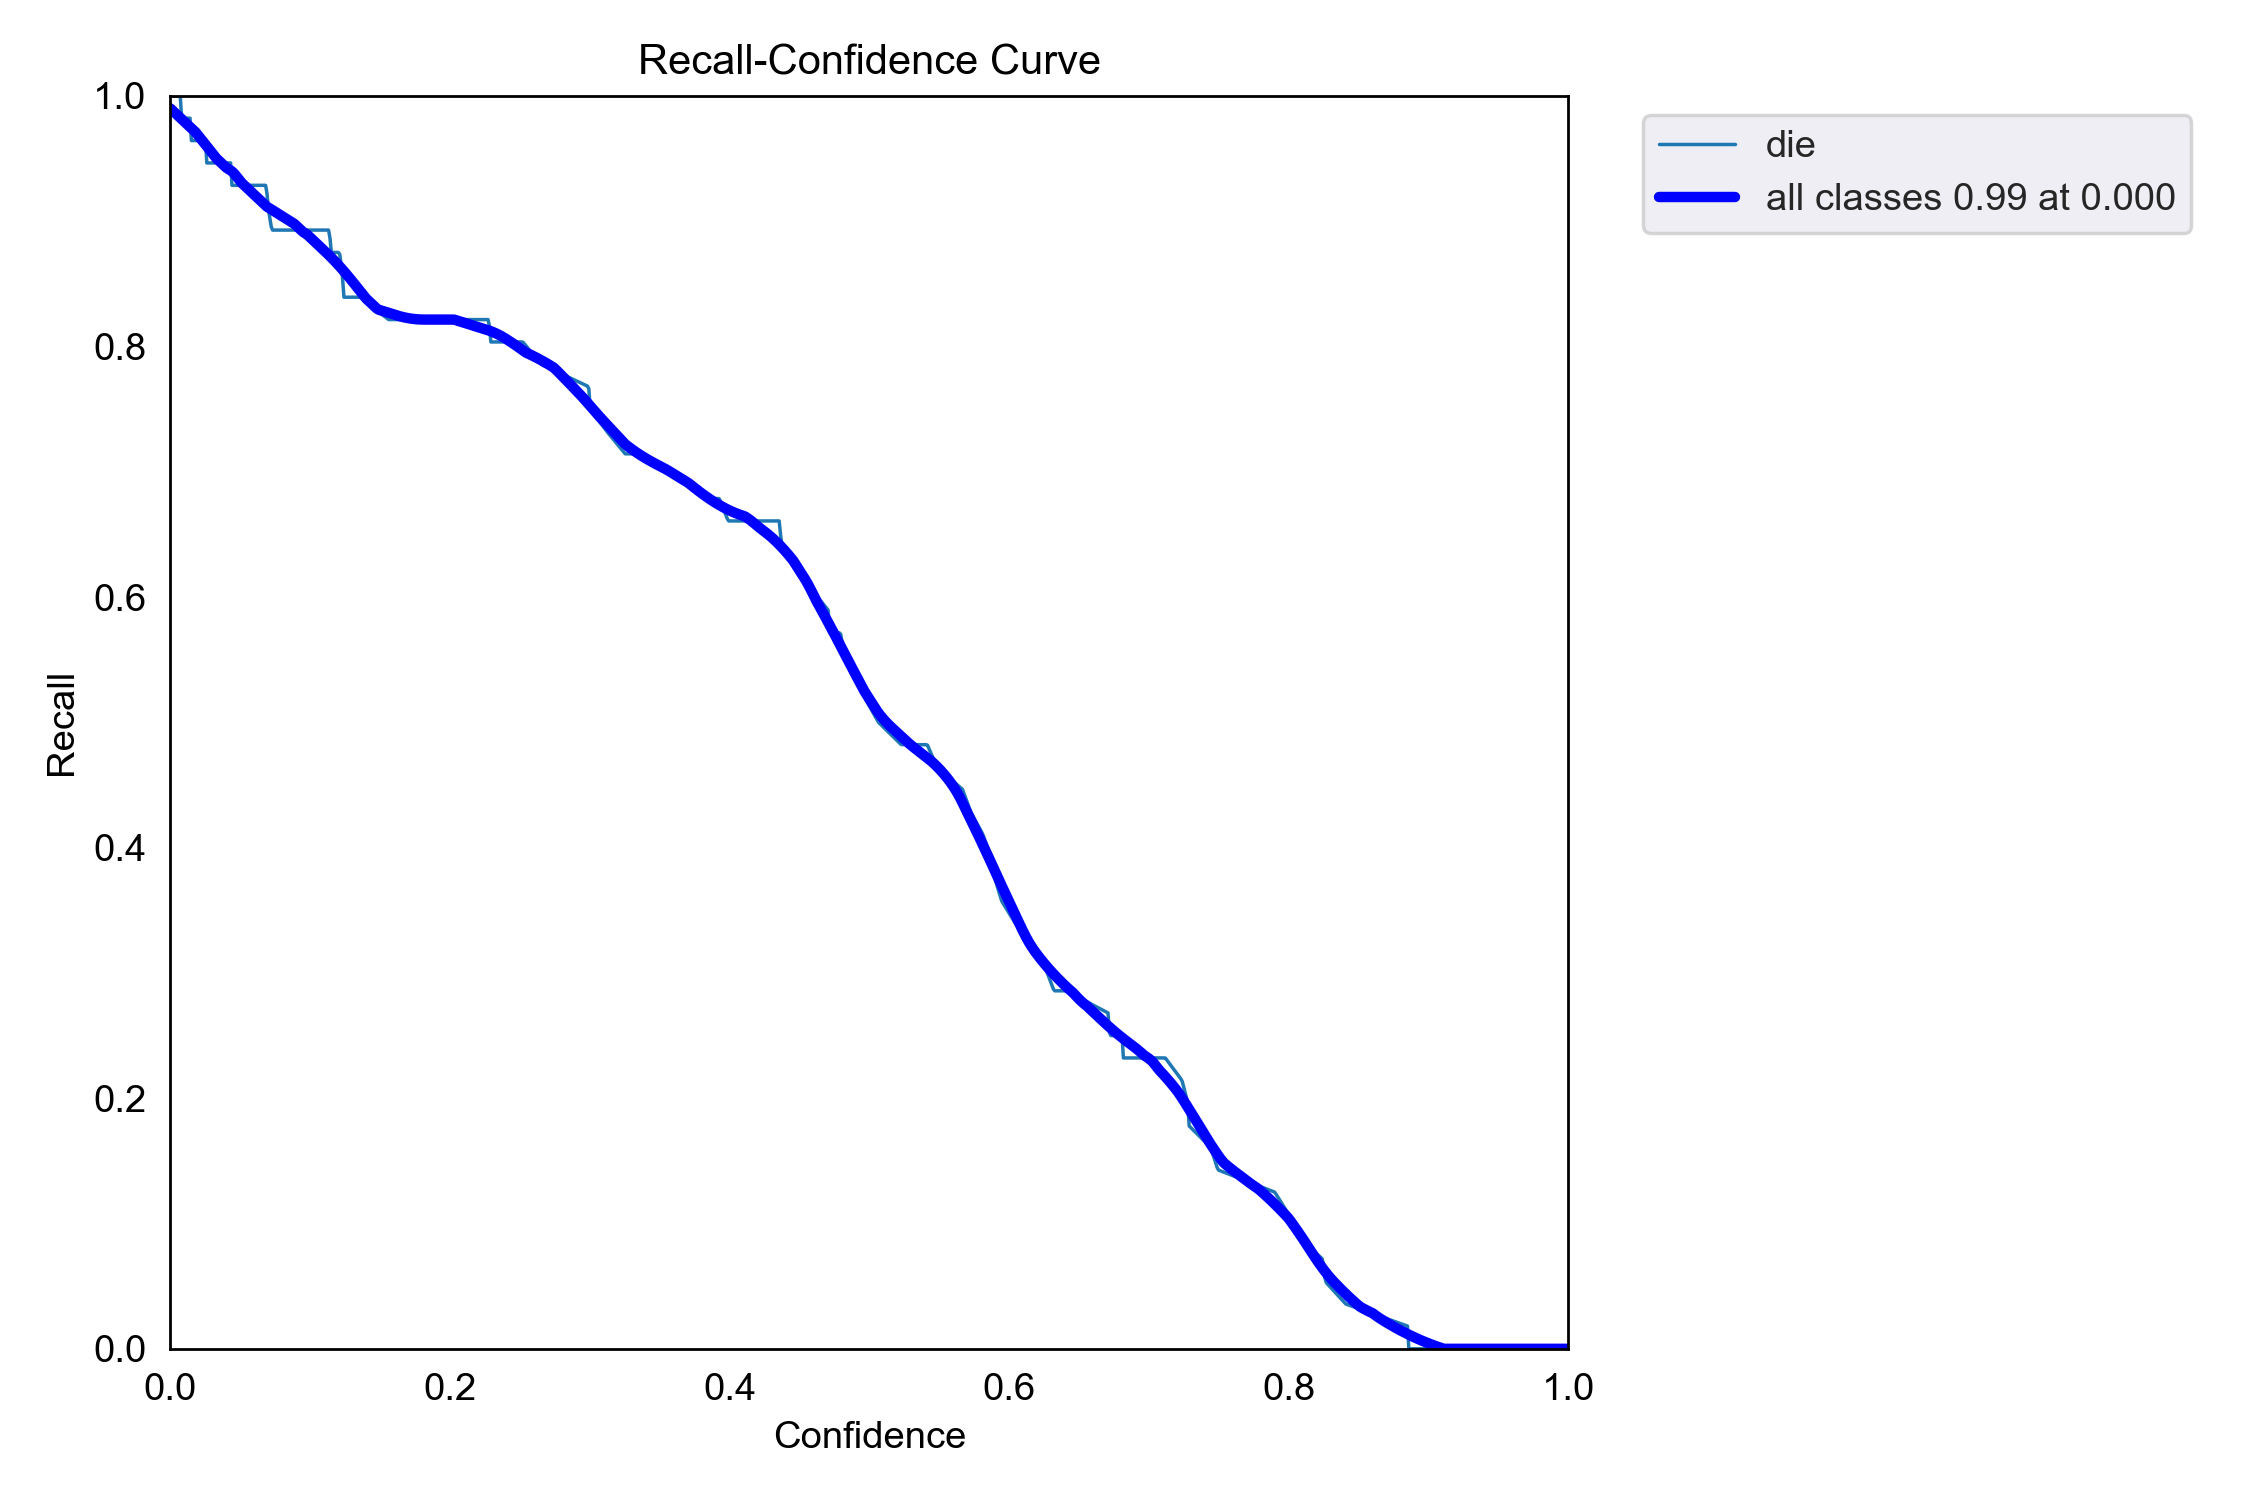 Recall-Confidence Curve
1.0
0.8
0.6
0.4
0.2
0.0
Recall
0.0 0.2 0.4 0.6 0.8 1.0
Confidence
die
all classes 0.99 at 0.000